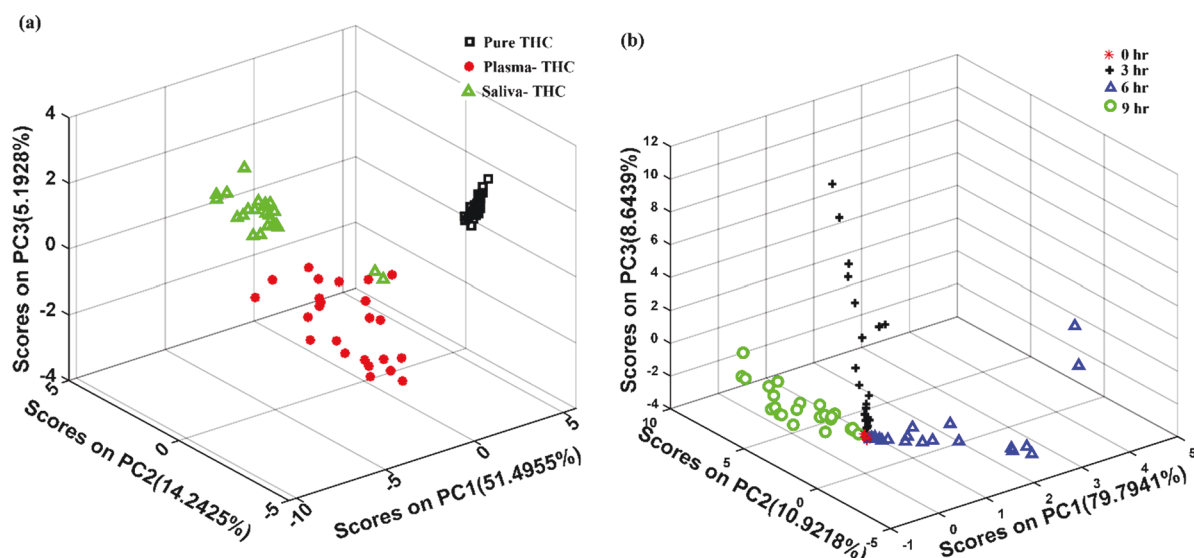 (a)
Pure THC
Plasma- THC
Saliva- THC
4
2
0
-2
-4
Scores on PC3(5.1928%)
5
0
-5
Scores on PC2(14.2425%)
-10
-5
0
5
Scores on PC1(51.4955%)
(b)
0 hr
3 hr
6 hr
9 hr
12
10
8
6
4
2
0
-2
-4
Scores on PC3(8.6439%)
10
5
0
-5
Scores on PC2(10.9218%)
-1
0
1
2
3
4
5
Scores on PC1(79.7941%)